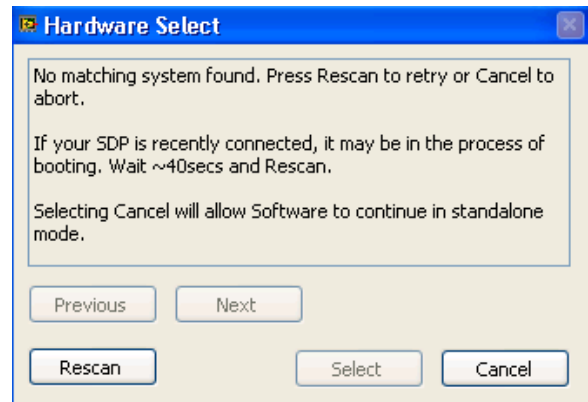 Hardware Select
No matching system found. Press Rescan to retry or Cancel to
abort.
If your SDP is recently connected, it may be in the process of
booting. Wait ~40secs and Rescan.
Selecting Cancel will allow Software to continue in standalone
mode.
Previous Next
Rescan Select Cancel